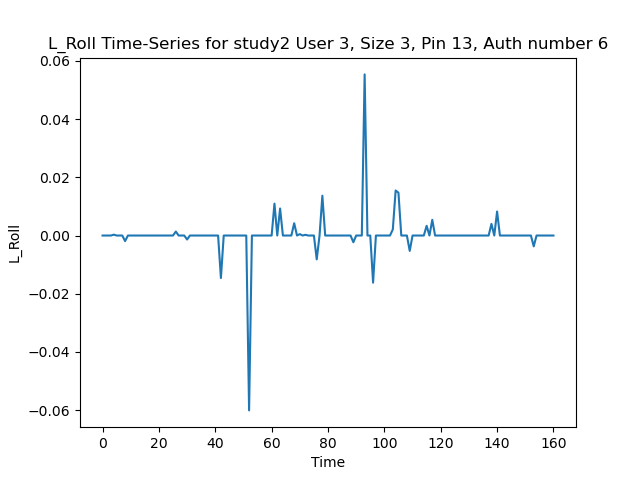 L_Roll Time-Series for study2 User 3, Size 3, Pin 13, Auth number 6
0.06
0.04
0.02
0.00
−0.02
−0.04
−0.06
L_Roll
0 20 40 60 80 100 120 140 160
Time